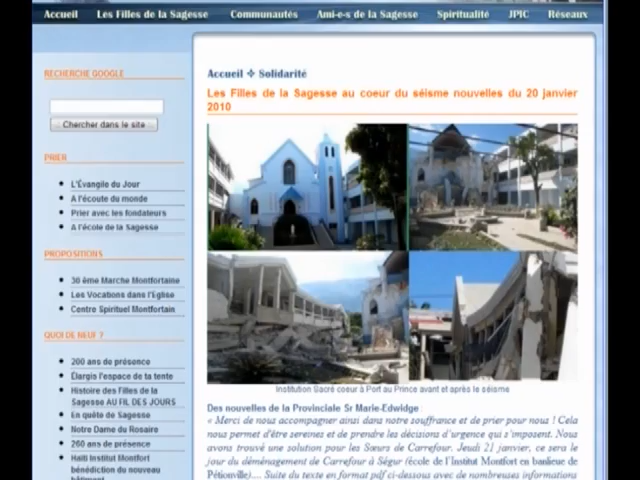 Accueil Les Filles de la Sagesse Communautés Ami-e-s de la Sagesse Spiritualité JPIC Réseaux
RECHERCHE GOOGLE
Chercher dans le site
PRIER
L'Évangile du Jour
A l'écoute du monde
Prier avec les fondateurs
A l'école de la Sagesse
PROPOSITIONS
30 ème Marche Montfortaine
Les Vocations dans l'Eglise
Centre Spirituel Montfortain
QUOI DE NEUF ?
200 ans de présence
Élargis l'espace de ta tente
Histoire des Filles de la
Sagesse AU FIL DES JOURS
En quête de Sagesse
Notre Dame du Rosaire
260 ans de présence
Haïti Institut Montfort
bénédiction du nouveau
bâtiment
Accueil ✣ Solidarité
Les Filles de la Sagesse au coeur du séisme nouvelles du 20 janvier
2010
Institution Sacré coeur à Port au Prince avant et après le séisme
Des nouvelles de la Provinciale Sr Marie-Edwidge
« Merci de nous accompagner ainsi dans notre souffrance et de prier pour nous ! Cela
nous permet d'être sereines et de prendre les décisions d'urgence qui s'imposent. Nous
avons trouvé une solution pour les Sœurs de Carrefour. Jeudi 21 janvier, ce sera le
jour du déménagement de Carrefour à Ségur (école de l'Institut Montfort en banlieue de
Pétionville).... Suite du texte en format pdf ci-dessous avec de nombreuses informations